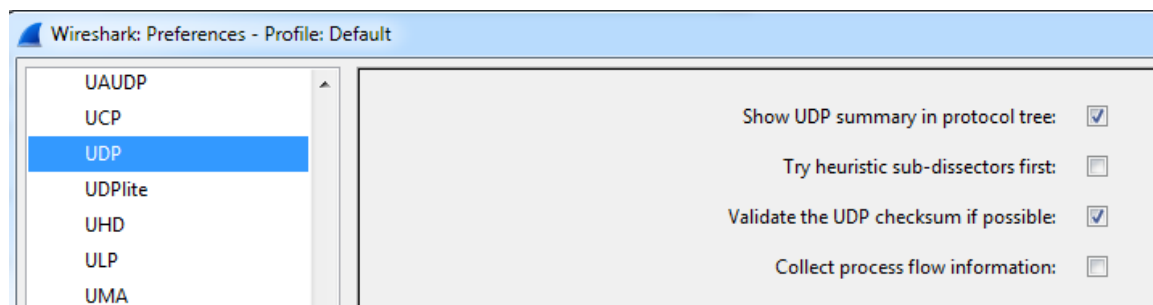 Wireshark: Preferences - Profile: Default
UAUDP
UCP
UDP
UDPlite
UHD
ULP
UMA
Show UDP summary in protocol tree:
Try heuristic sub-dissectors first:
Validate the UDP checksum if possible:
Collect process flow information: